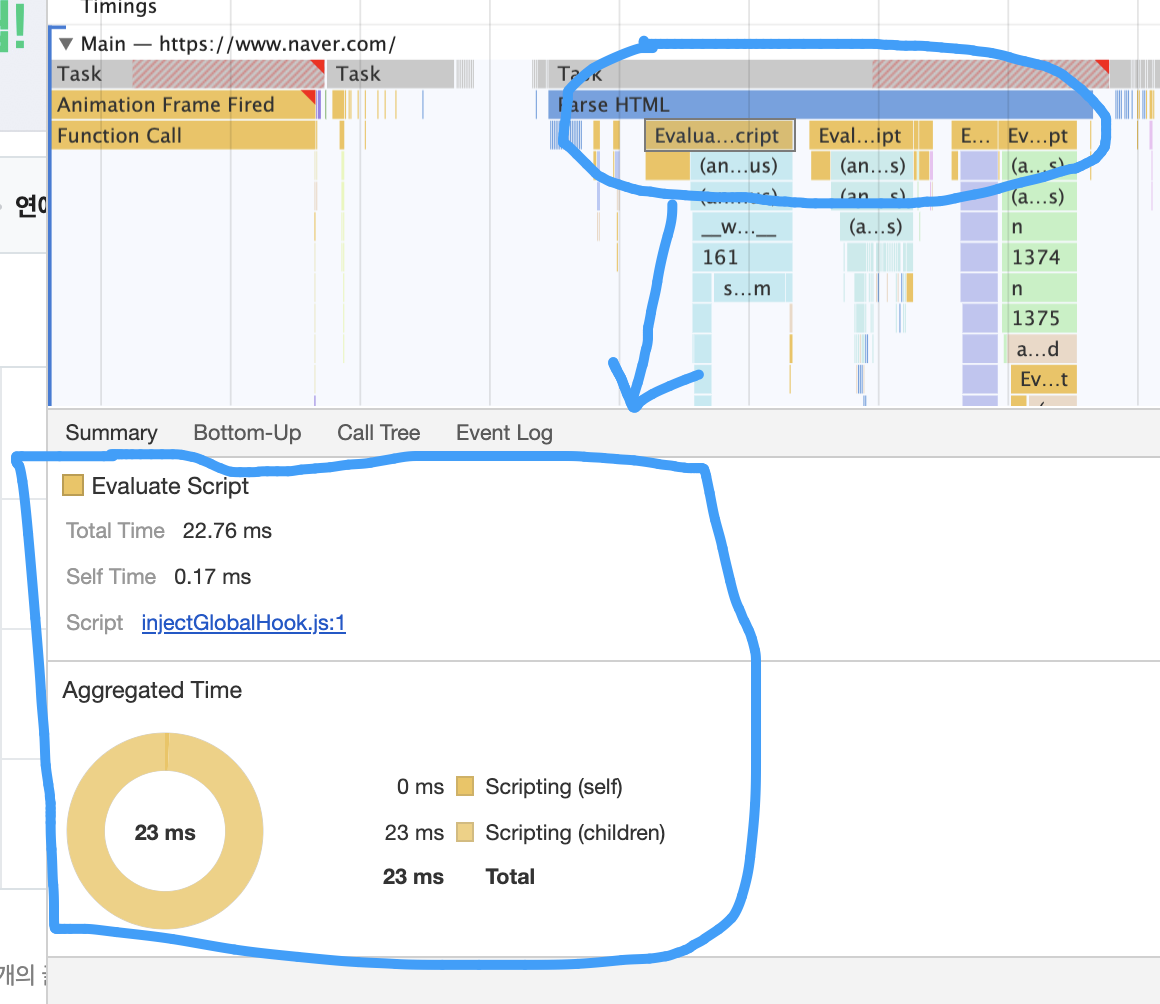 Timings
▼ Main — https://www.naver.com/
Task Task Task
Animation Frame Fired Parse HTML
Function Call Evalua…cript Eval…ipt E… Ev…pt
(an…us) (an…s) (a…s)
(an…us) (an…s) (a…s)
__w…__ (a…s) n
161 1374
s…m n
1375
a…d
Ev…t
Summary Bottom-Up Call Tree Event Log
Evaluate Script
Total Time 22.76 ms
Self Time 0.17 ms
Script injectGlobalHook.js:1
Aggregated Time
0 ms Scripting (self)
23 ms 23 ms Scripting (children)
23 ms Total
개의